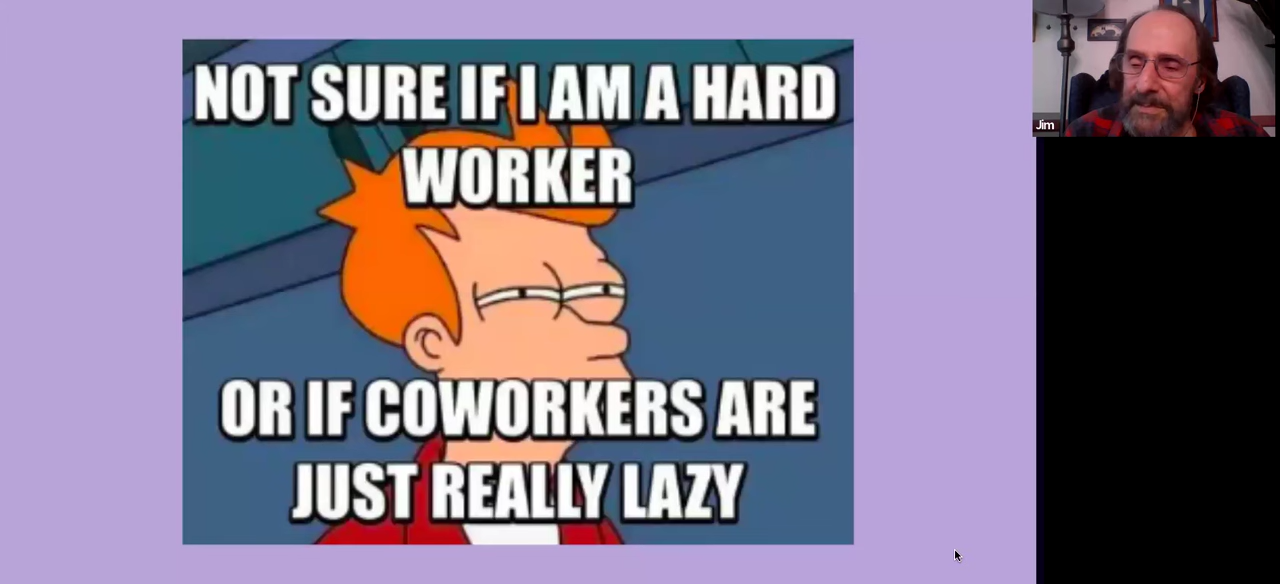 NOT SURE IF I AM A HARD
WORKER
OR IF COWORKERS ARE
JUST REALLY LAZY
Jim